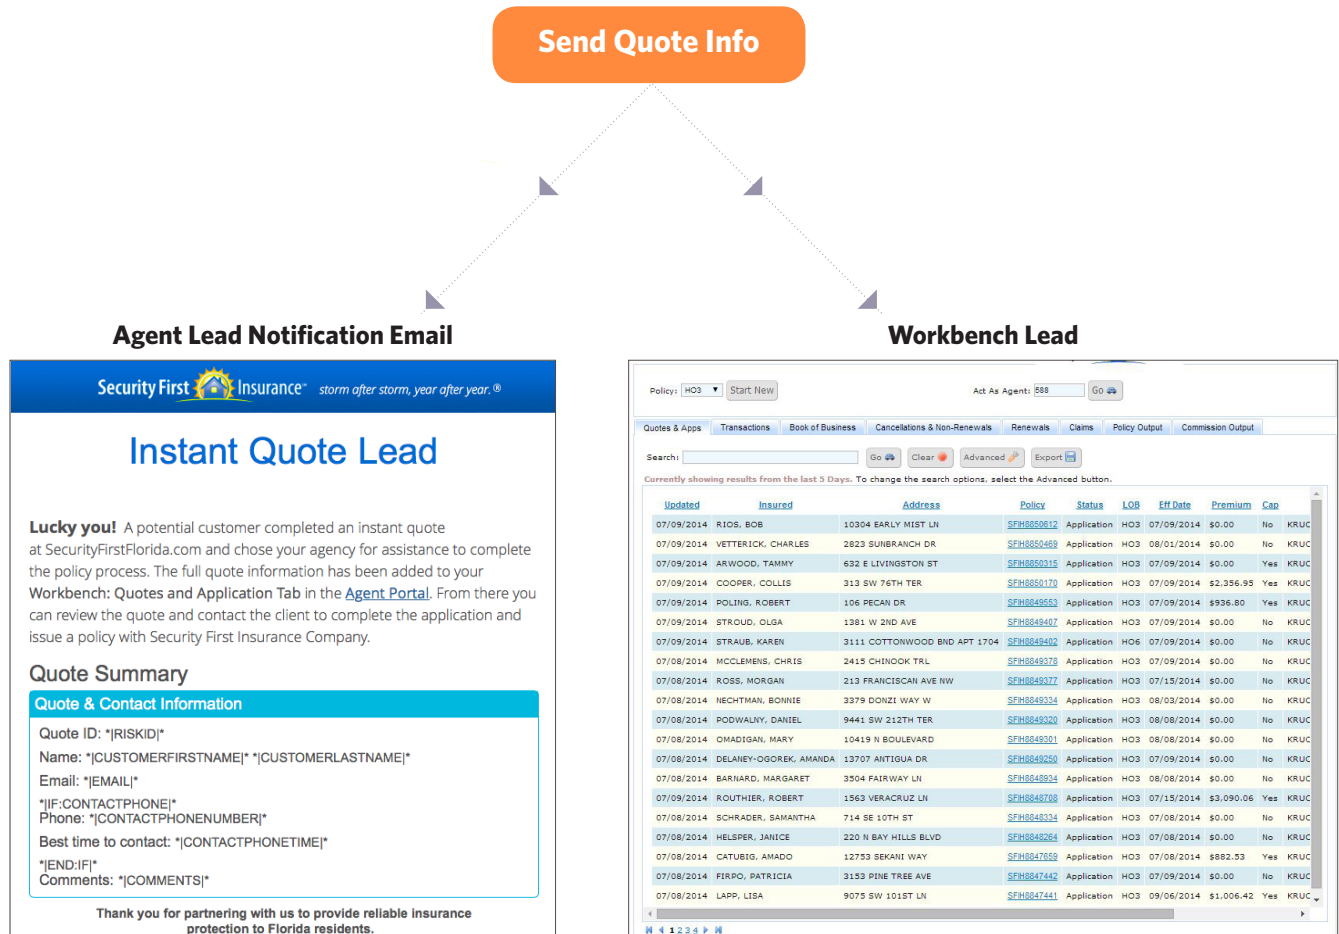 Send Quote Info
Agent Lead Notification Email
Security First Insurance℠ storm after storm, year after year. ®
Instant Quote Lead
Lucky you! A potential customer completed an instant quote
at SecurityFirstFlorida.com and chose your agency for assistance to complete
the policy process. The full quote information has been added to your
Workbench: Quotes and Application Tab in the Agent Portal. From there you
can review the quote and contact the client to complete the application and
issue a policy with Security First Insurance Company.
Quote Summary
Quote & Contact Information
Quote ID: *|RISKID|*
Name: *|CUSTOMERFIRSTNAME|* *|CUSTOMERLASTNAME|*
Email: *|EMAIL|*
*|IF:CONTACTPHONE|*
Phone: *|CONTACTPHONENUMBER|*
Best time to contact: *|CONTACTPHONETIME|*
*|END:IF|*
Comments: *|COMMENTS|*
Thank you for partnering with us to provide reliable insurance
protection to Florida residents.
Workbench Lead
Policy: HO3 Start New Act As Agent: 588 Go
Quotes & Apps Transactions Book of Business Cancellations & Non-Renewals Renewals Claims Policy Output Commission Output
Search: Go Clear Advanced Export
Currently showing results from the last 5 Days. To change the search options, select the Advanced button.
Updated Insured Address Policy Status LOB Eff Date Premium Cap
07/09/2014 RIOS, BOB 10304 EARLY MIST LN SFIH8850612 Application HO3 07/09/2014 $0.00 No KRUC
07/09/2014 VETTERICK, CHARLES 2823 SUNBRANCH DR SFIH8850469 Application HO3 08/01/2014 $0.00 No KRUC
07/09/2014 ARWOOD, TAMMY 632 E LIVINGSTON ST SFIH8850315 Application HO3 07/09/2014 $0.00 Yes KRUC
07/09/2014 COOPER, COLLIS 313 SW 76TH TER SFIH8850170 Application HO3 07/09/2014 $2,356.95 Yes KRUC
07/09/2014 POLING, ROBERT 106 PECAN DR SFIH8849553 Application HO3 07/09/2014 $936.80 Yes KRUC
07/09/2014 STROUD, OLGA 1381 W 2ND AVE SFIH8849407 Application HO3 07/09/2014 $0.00 No KRUC
07/09/2014 STRAUB, KAREN 3111 COTTONWOOD BND APT 1704 SFIH8849402 Application HO6 07/09/2014 $0.00 No KRUC
07/08/2014 MCCLEMENS, CHRIS 2415 CHINOOK TRL SFIH8849378 Application HO3 07/09/2014 $0.00 No KRUC
07/08/2014 ROSS, MORGAN 213 FRANCISCAN AVE NW SFIH8849377 Application HO3 07/15/2014 $0.00 No KRUC
07/08/2014 NECHTMAN, BONNIE 3379 DONZI WAY W SFIH8849334 Application HO3 08/03/2014 $0.00 No KRUC
07/08/2014 PODWALNY, DANIEL 9441 SW 212TH TER SFIH8849320 Application HO3 08/08/2014 $0.00 No KRUC
07/08/2014 OMADIGAN, MARY 10419 N BOULEVARD SFIH8849301 Application HO3 08/08/2014 $0.00 No KRUC
07/08/2014 DELANEY-OGOREK, AMANDA 13707 ANTIGUA DR SFIH8849250 Application HO3 07/09/2014 $0.00 No KRUC
07/08/2014 BARNARD, MARGARET 3504 FAIRWAY LN SFIH8848934 Application HO3 08/08/2014 $0.00 No KRUC
07/09/2014 ROUTHIER, ROBERT 1563 VERACRUZ LN SFIH8848708 Application HO3 07/15/2014 $3,090.06 Yes KRUC
07/08/2014 SCHRADER, SAMANTHA 714 SE 10TH ST SFIH8848334 Application HO3 07/08/2014 $0.00 No KRUC
07/08/2014 HELSPER, JANICE 220 N BAY HILLS BLVD SFIH8848264 Application HO3 07/08/2014 $0.00 No KRUC
07/08/2014 CATUBIG, AMADO 12753 SEKANI WAY SFIH8847659 Application HO3 07/08/2014 $882.53 Yes KRUC
07/08/2014 FIRPO, PATRICIA 3153 PINE TREE AVE SFIH8847442 Application HO3 07/09/2014 $0.00 No KRUC
07/08/2014 LAPP, LISA 9075 SW 101ST LN SFIH8847441 Application HO3 09/06/2014 $1,006.42 Yes KRUC
1 2 3 4